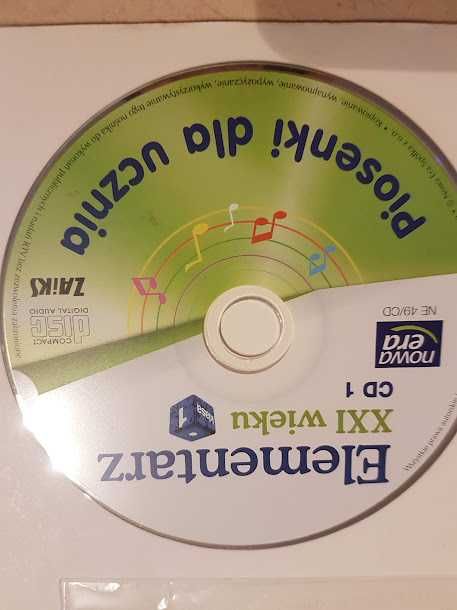 Elementarz
XXI wieku
klasa 1
CD 1
nowa
era
NE 49/CD
COMPACT
disc
DIGITAL AUDIO
ZAiKS
Piosenki dla ucznia
Wszelkie prawa
Nowa Era Spółka z o.o. • Kopiowanie, wynajmowanie, wypożyczanie, wykorzystywanie tego nośnika do wykonań publicznych i nadań RTV bez zezwolenia zabronione